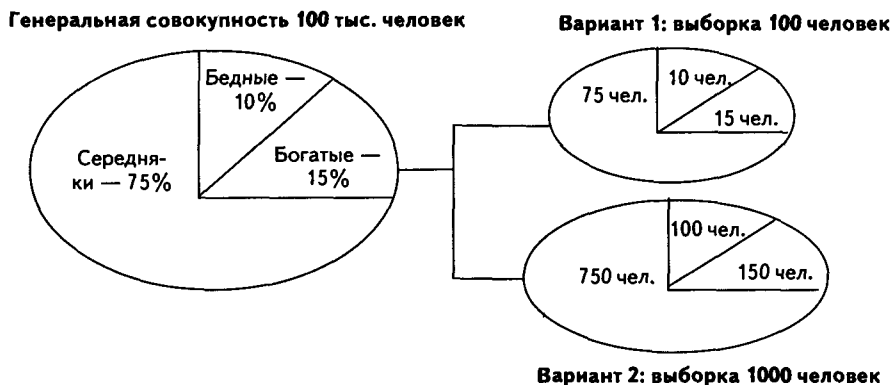 Генеральная совокупность 100 тыс. человек
Бедные —
10%
Середня-
ки — 75%
Богатые —
15%
Вариант 1: выборка 100 человек
75 чел.
10 чел.
15 чел.
100 чел.
750 чел.
150 чел.
Вариант 2: выборка 1000 человек